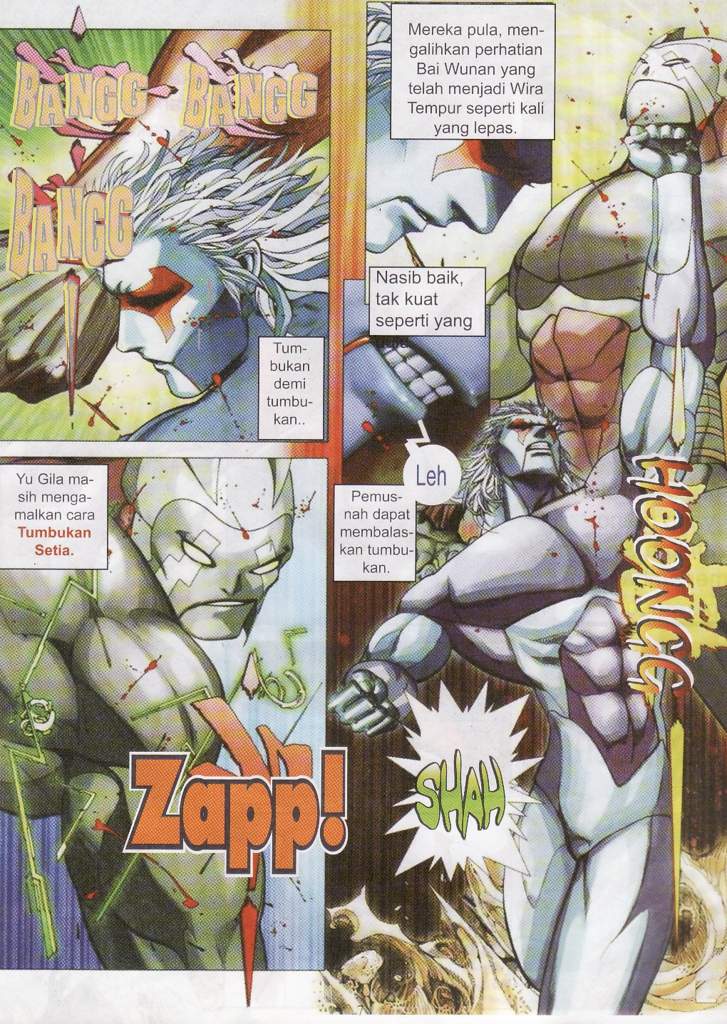 BANGG BANGG
BANGG
Tum-
bukan
demi
tumbu-
kan..
Mereka pula, men-
galihkan perhatian
Bai Wunan yang
telah menjadi Wira
Tempur seperti kali
yang lepas.
Nasib baik,
tak kuat
seperti yang
Leh
Yu Gila ma-
sih menga-
malkan cara
Tumbukan
Setia.
Zapp!
Pemus-
nah dapat
membalas-
kan tumbu-
kan.
HOONGG
SHAH